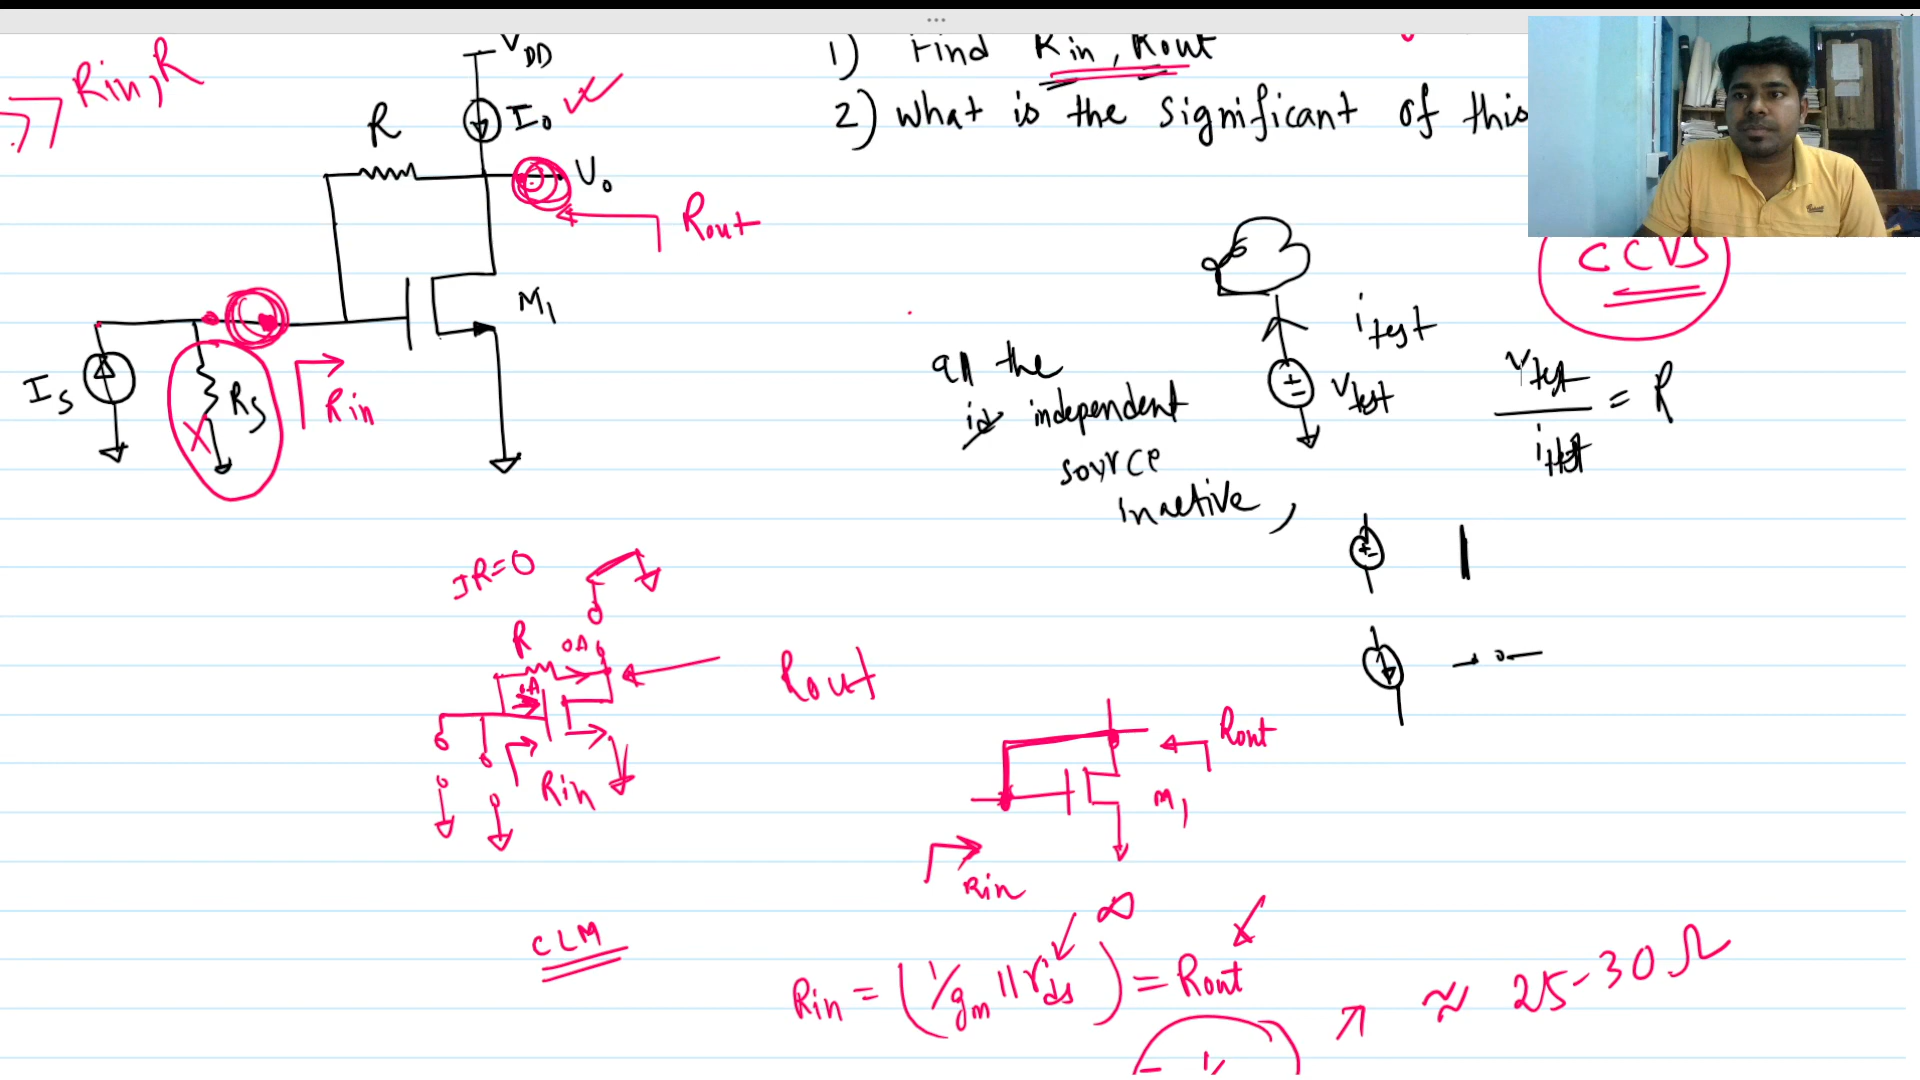 Rin, R
VDD
I₀
R
V₀
Rout
M₁
Is
Rs
Rin
1) Find Rin, Rout
2) What is the significant of this
CCVS
all the
independent
source
inactive,
itest
Vtest
Vtest / itest = R
IR=0
R
0A
0A
Rin
Rout
Rout
M₁
Rin
CLM
∞
Rin = (1/gm || rds) = Rout
≈ 25-30Ω